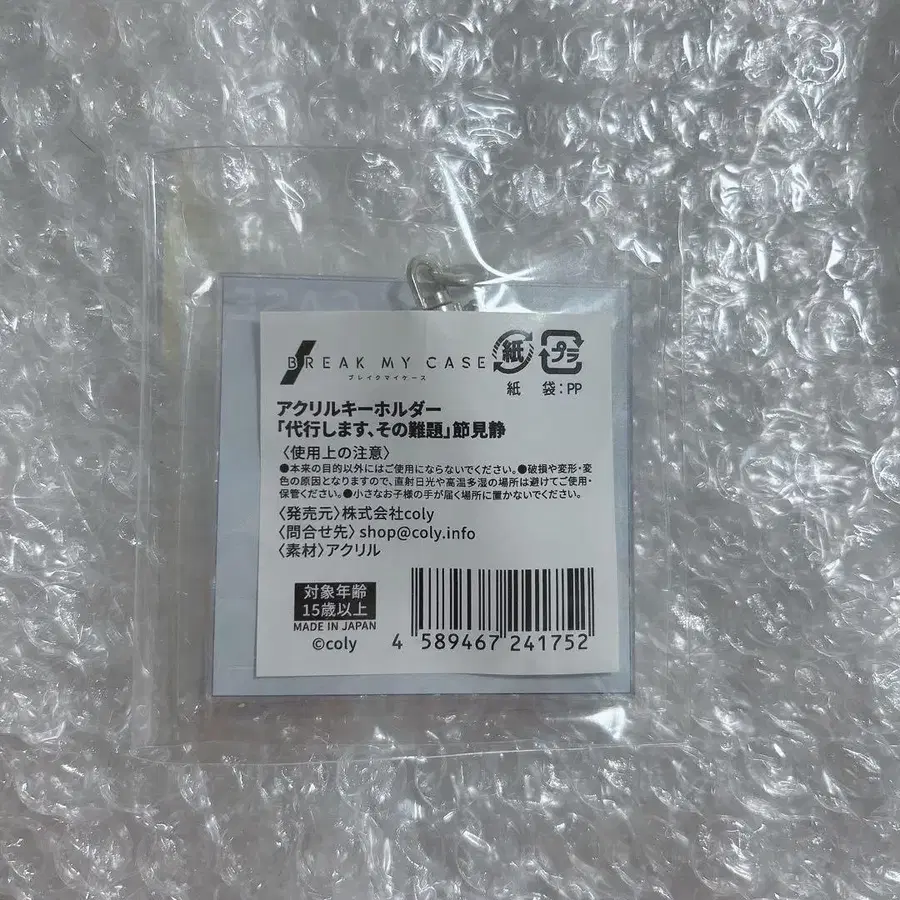 BREAK MY CASE
ブレイクマイケース
紙 プラ
紙 袋：PP
アクリルキーホルダー
「代行します、その難題」節見静
〈使用上の注意〉
●本来の目的以外にはご使用にならないでください。●破損や変形・変
色の原因となりますので、直射日光や高温多湿の場所は避けてご使用・
保管ください。●小さなお子様の手が届く場所に置かないでください。
〈発売元〉株式会社coly
〈問合せ先〉shop@coly.info
〈素材〉アクリル
対象年齢
15歳以上
MADE IN JAPAN
©coly
4 589467 241752